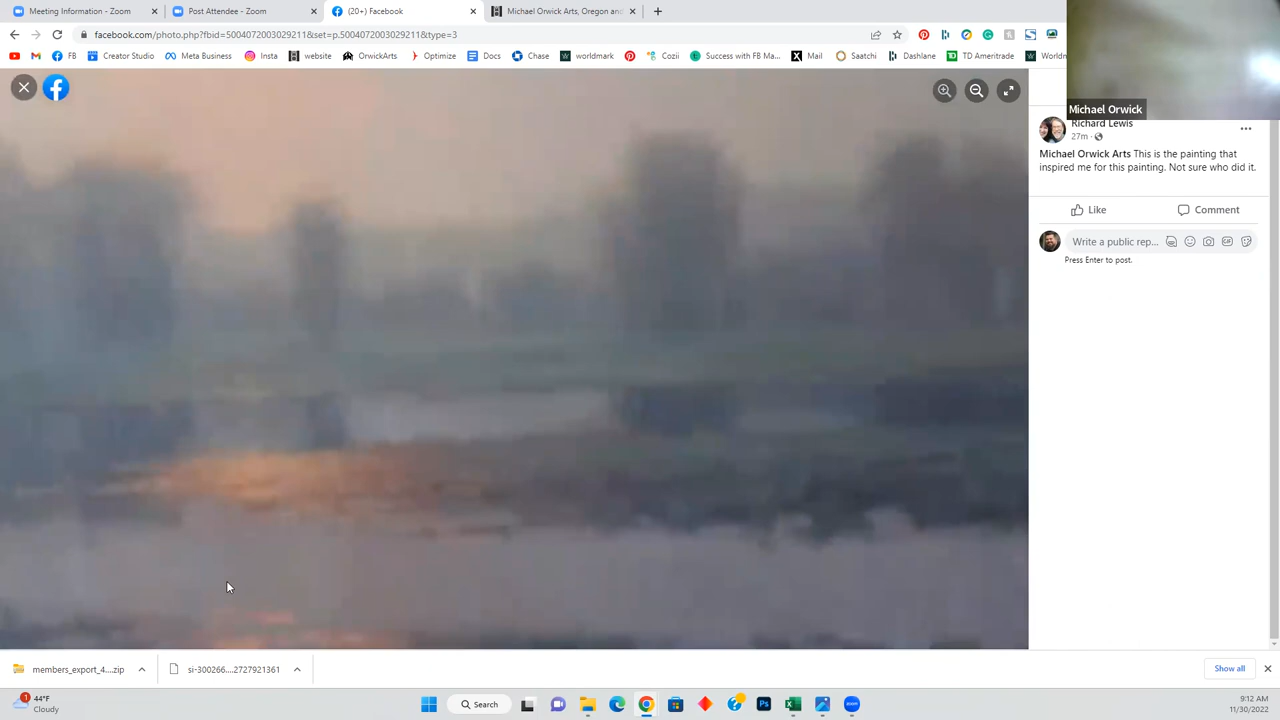 Meeting Information - Zoom
Post Attendee - Zoom
(20+) Facebook
Michael Orwick Arts, Oregon and
facebook.com/photo.php?fbid=5004072003029211&set=p.5004072003029211&type=3
FB
Creator Studio
Meta Business
Insta
website
OrwickArts
Optimize
Docs
Chase
worldmark
Cozii
Success with FB Ma...
Mail
Saatchi
Dashlane
TD Ameritrade
Michael Orwick
Richard Lewis
27m
Michael Orwick Arts This is the painting that
inspired me for this painting. Not sure who did it.
Like
Comment
Write a public rep...
Press Enter to post.
members_export_4....zip
si-300266....2727921361
Show all
1
44°F
Cloudy
Search
Ps
zoom
9:12 AM
11/30/2022